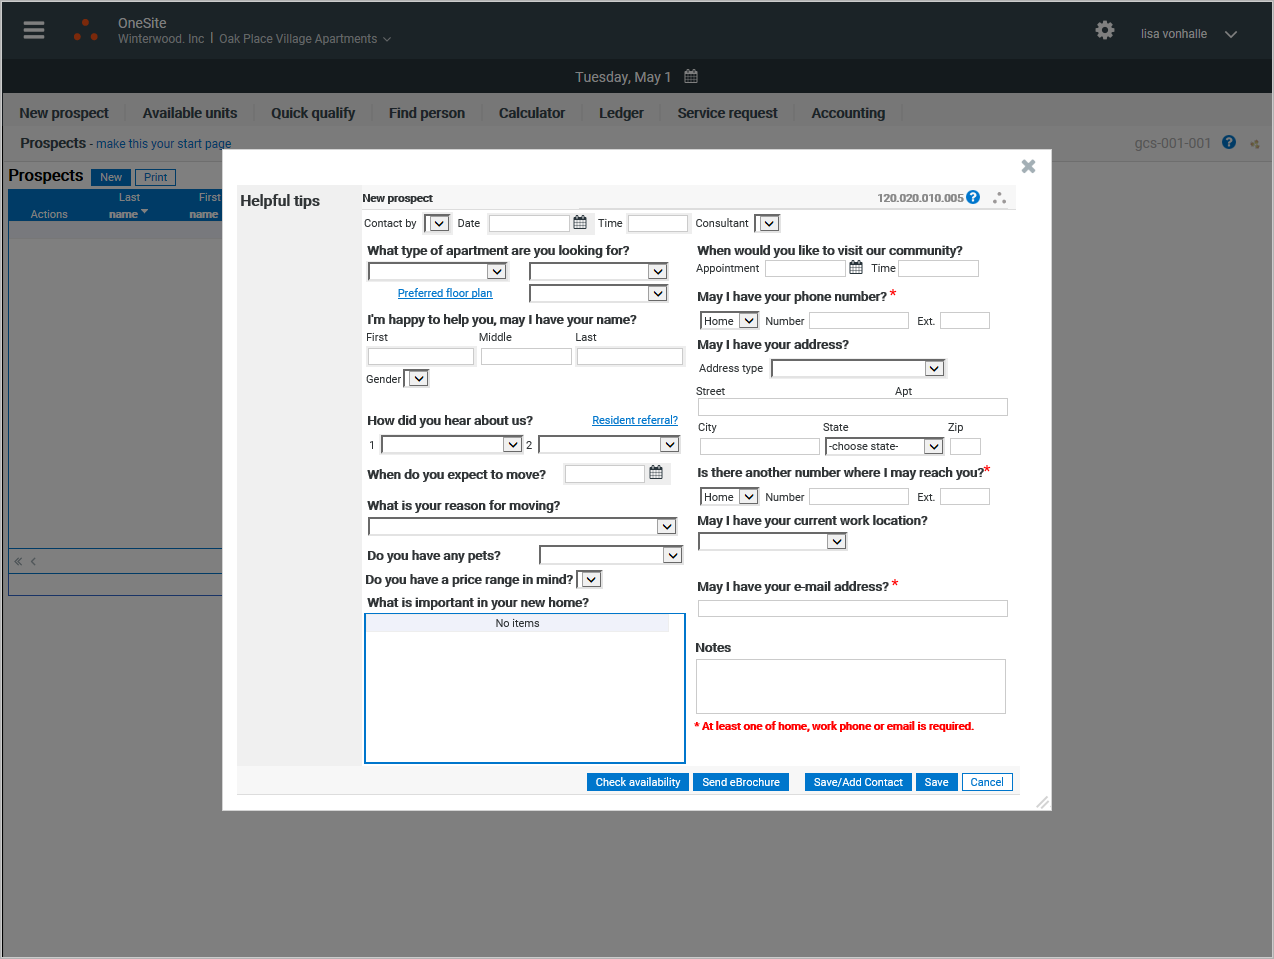 OneSite
Winterwood. Inc | Oak Place Village Apartments
lisa vonhalle
Tuesday, May 1
New prospect Available units Quick qualify Find person Calculator Ledger Service request Accounting
Prospects - make this your start page
gcs-001-001 ?
Prospects New Print
Actions Last name First name
« <
Helpful tips
New prospect 120.020.010.005 ?
Contact by Date Time Consultant
What type of apartment are you looking for?
Preferred floor plan
I'm happy to help you, may I have your name?
First Middle Last
Gender
How did you hear about us? Resident referral?
1 2
When do you expect to move?
What is your reason for moving?
Do you have any pets?
Do you have a price range in mind?
What is important in your new home?
No items
When would you like to visit our community?
Appointment Time
May I have your phone number? *
Home Number Ext.
May I have your address?
Address type
Street Apt
City State Zip
-choose state-
Is there another number where I may reach you?*
Home Number Ext.
May I have your current work location?
May I have your e-mail address? *
Notes
* At least one of home, work phone or email is required.
Check availability Send eBrochure Save/Add Contact Save Cancel